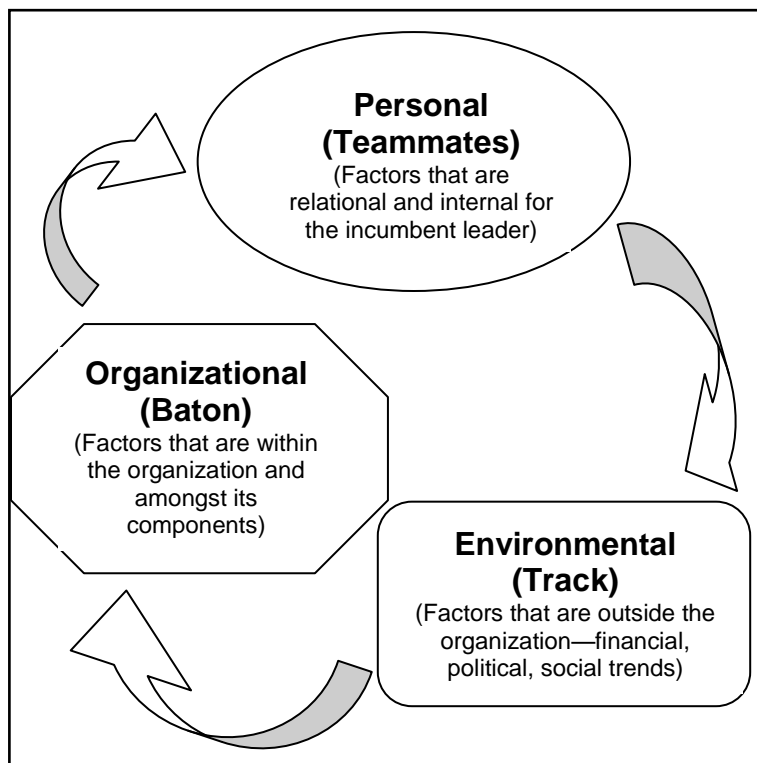 Personal
(Teammates)
(Factors that are
relational and internal for
the incumbent leader)
Organizational
(Baton)
(Factors that are within
the organization and
amongst its
components)
Environmental
(Track)
(Factors that are outside the
organization—financial,
political, social trends)